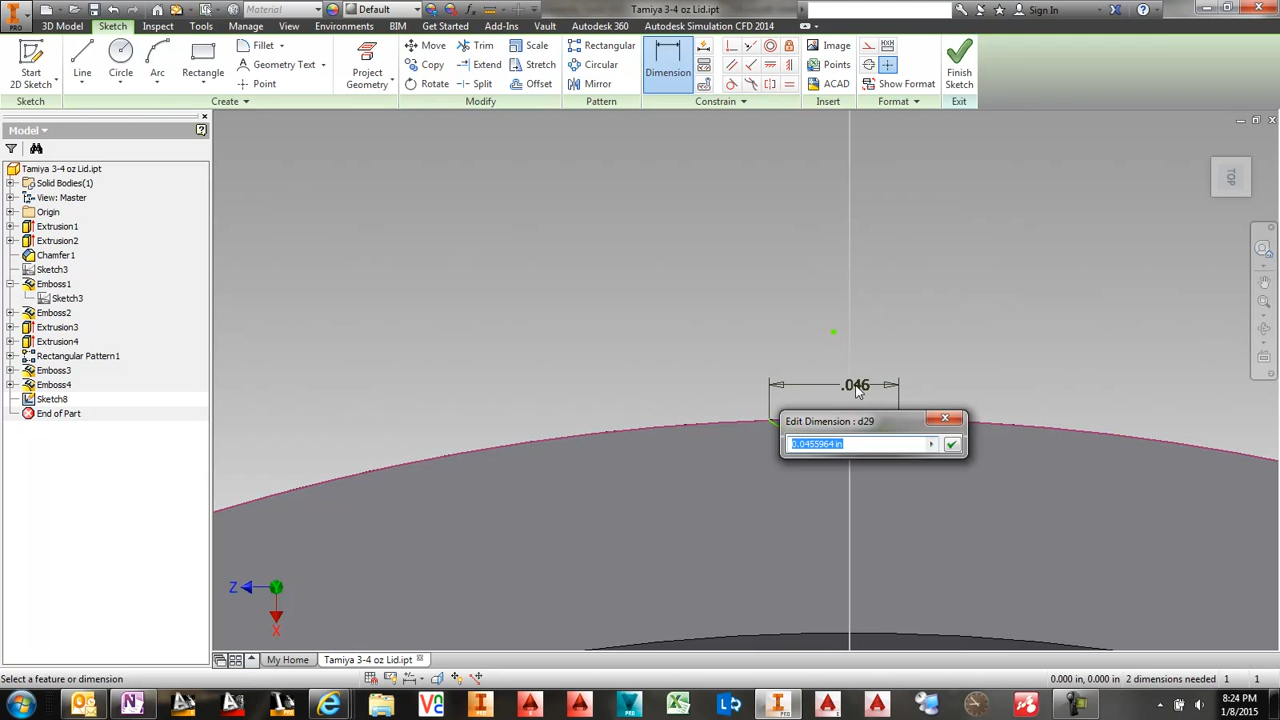 Tamiya 3-4 oz Lid.ipt
Material
Default
Sign In
PRO
3D Model
Sketch
Inspect
Tools
Manage
View
Environments
BIM
Get Started
Add-Ins
Vault
Autodesk 360
Autodesk Simulation CFD 2014
Start
2D Sketch
Line
Circle
Arc
Rectangle
Fillet
Geometry Text
Point
Project
Geometry
Move
Copy
Rotate
Trim
Extend
Split
Scale
Stretch
Offset
Rectangular
Circular
Mirror
Dimension
Image
Points
ACAD
Show Format
Finish
Sketch
Sketch
Create
Modify
Pattern
Constrain
Insert
Format
Exit
Model
Tamiya 3-4 oz Lid.ipt
Solid Bodies(1)
View: Master
Origin
Extrusion1
Extrusion2
Chamfer1
Sketch3
Emboss1
Sketch3
Emboss2
Extrusion3
Extrusion4
Rectangular Pattern1
Emboss3
Emboss4
Sketch8
End of Part
TOP
.046
Edit Dimension : d29
0.0455964 in
Z
X
My Home
Tamiya 3-4 oz Lid.ipt
Select a feature or dimension
0.000 in, 0.000 in
2 dimensions needed
1
1
8:24 PM
1/8/2015